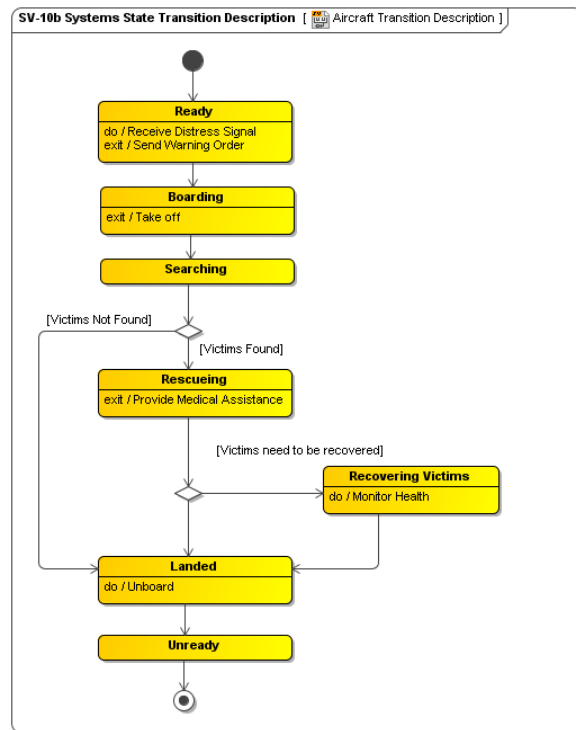 SV-10b Systems State Transition Description [ Aircraft Transition Description ]
Ready
do / Receive Distress Signal
exit / Send Warning Order
Boarding
exit / Take off
Searching
[Victims Not Found]
[Victims Found]
Rescueing
exit / Provide Medical Assistance
[Victims need to be recovered]
Recovering Victims
do / Monitor Health
Landed
do / Unboard
Unready